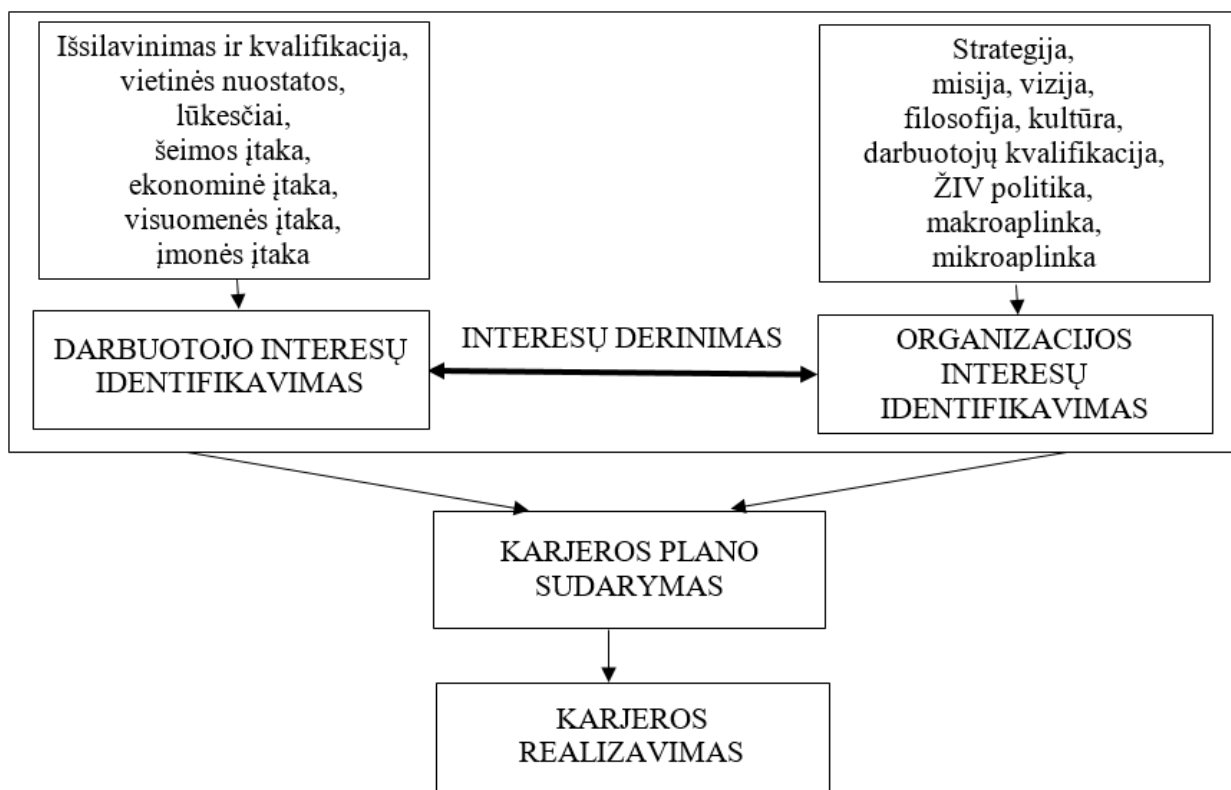 Išsilavinimas ir kvalifikacija,
vietinės nuostatos,
lūkesčiai,
šeimos įtaka,
ekonominė įtaka,
visuomenės įtaka,
įmonės įtaka
Strategija,
misija, vizija,
filosofija, kultūra,
darbuotojų kvalifikacija,
ŽIV politika,
makroaplinka,
mikroaplinka
DARBUOTOJO INTERESŲ
IDENTIFIKAVIMAS
INTERESŲ DERINIMAS
ORGANIZACIJOS
INTERESŲ
IDENTIFIKAVIMAS
KARJEROS PLANO
SUDARYMAS
KARJEROS
REALIZAVIMAS